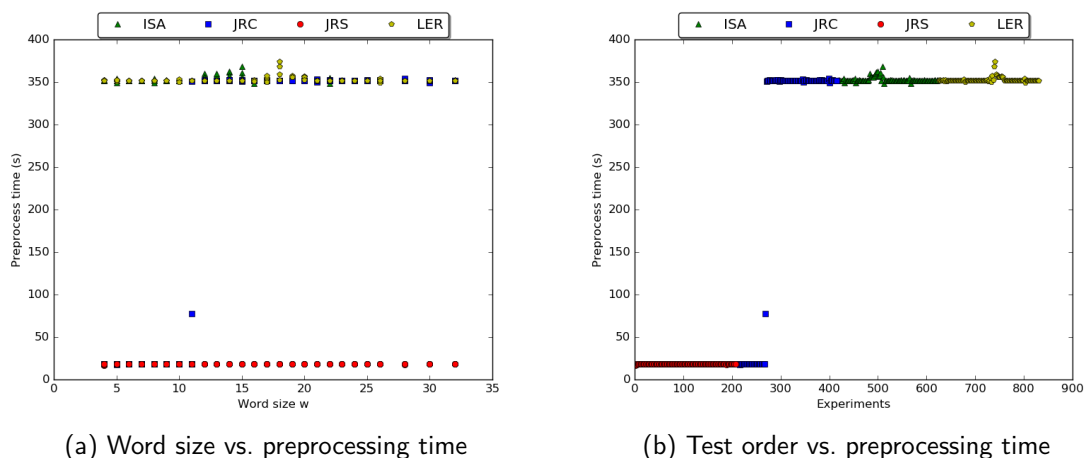 ISA JRC JRS LER
400
350
300
250
200
150
100
50
0
Preprocess time (s)
0 5 10 15 20 25 30 35
Word size w
(a) Word size vs. preprocessing time
ISA JRC JRS LER
400
350
300
250
200
150
100
50
0
Preprocess time (s)
0 100 200 300 400 500 600 700 800 900
Experiments
(b) Test order vs. preprocessing time